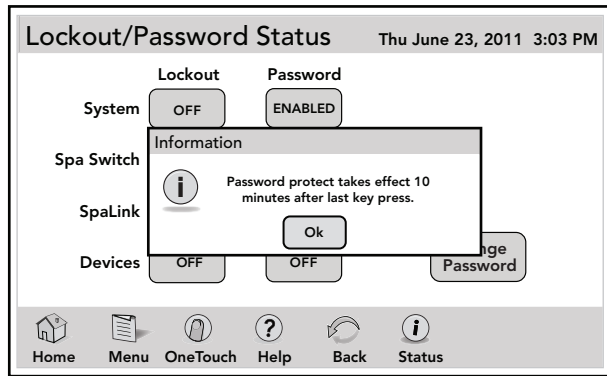 Lockout/Password Status Thu June 23, 2011 3:03 PM
Lockout Password
System OFF ENABLED
Information
Spa Switch
i
Password protect takes effect 10
minutes after last key press.
SpaLink
Ok
Devices OFF OFF
nge
Password
? i
Home Menu OneTouch Help Back Status